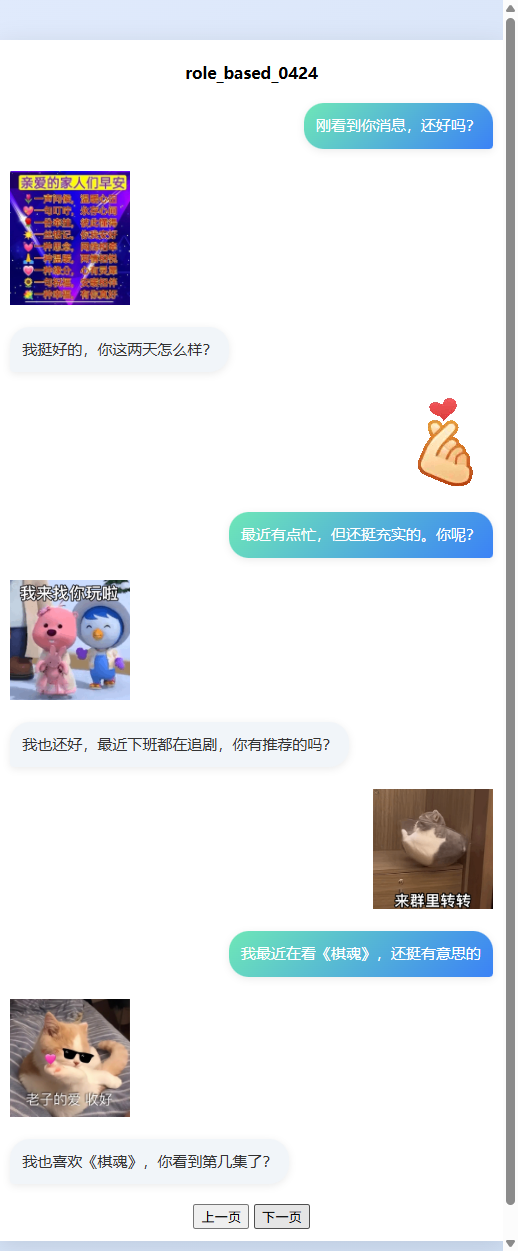 role_based_0424
刚看到你消息，还好吗？
亲爱的家人们早安
我挺好的，你这两天怎么样？
最近有点忙，但还挺充实的。你呢？
我来找你玩啦
我也还好，最近下班都在追剧，你有推荐的吗？
来群里转转
我最近在看《棋魂》，还挺有意思的
老子的爱 收好
我也喜欢《棋魂》，你看到第几集了？
上一页 下一页